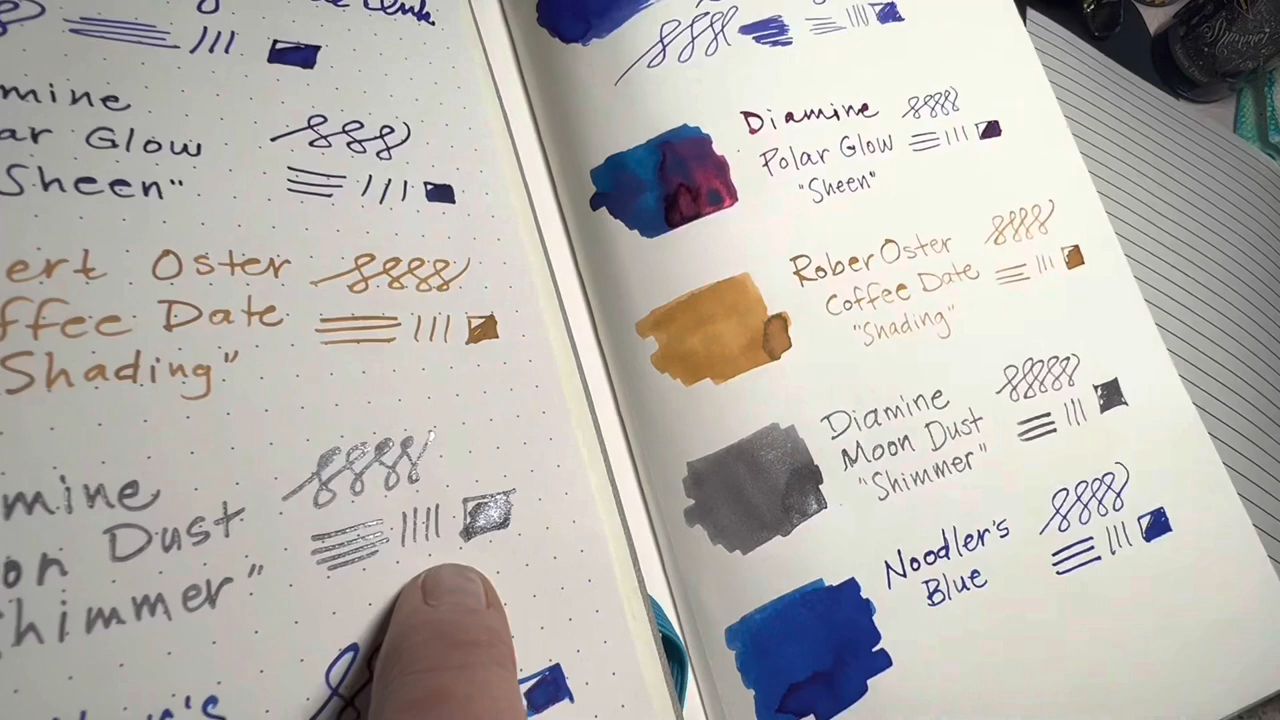 mine
ar Glow
Sheen"
ert Oster
ffee Date
Shading"
mine
on Dust
himmer"
Diamine
Polar Glow
"Sheen"
Rober Oster
Coffee Date
"Shading"
Diamine
Moon Dust
"Shimmer"
Noodler's
Blue